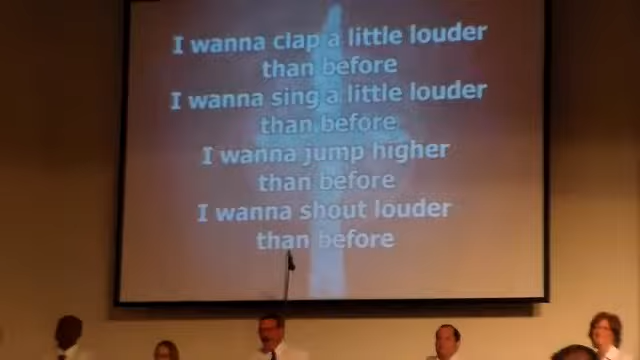 I wanna clap a little louder
than before
I wanna sing a little louder
than before
I wanna jump higher
than before
I wanna shout louder
than before